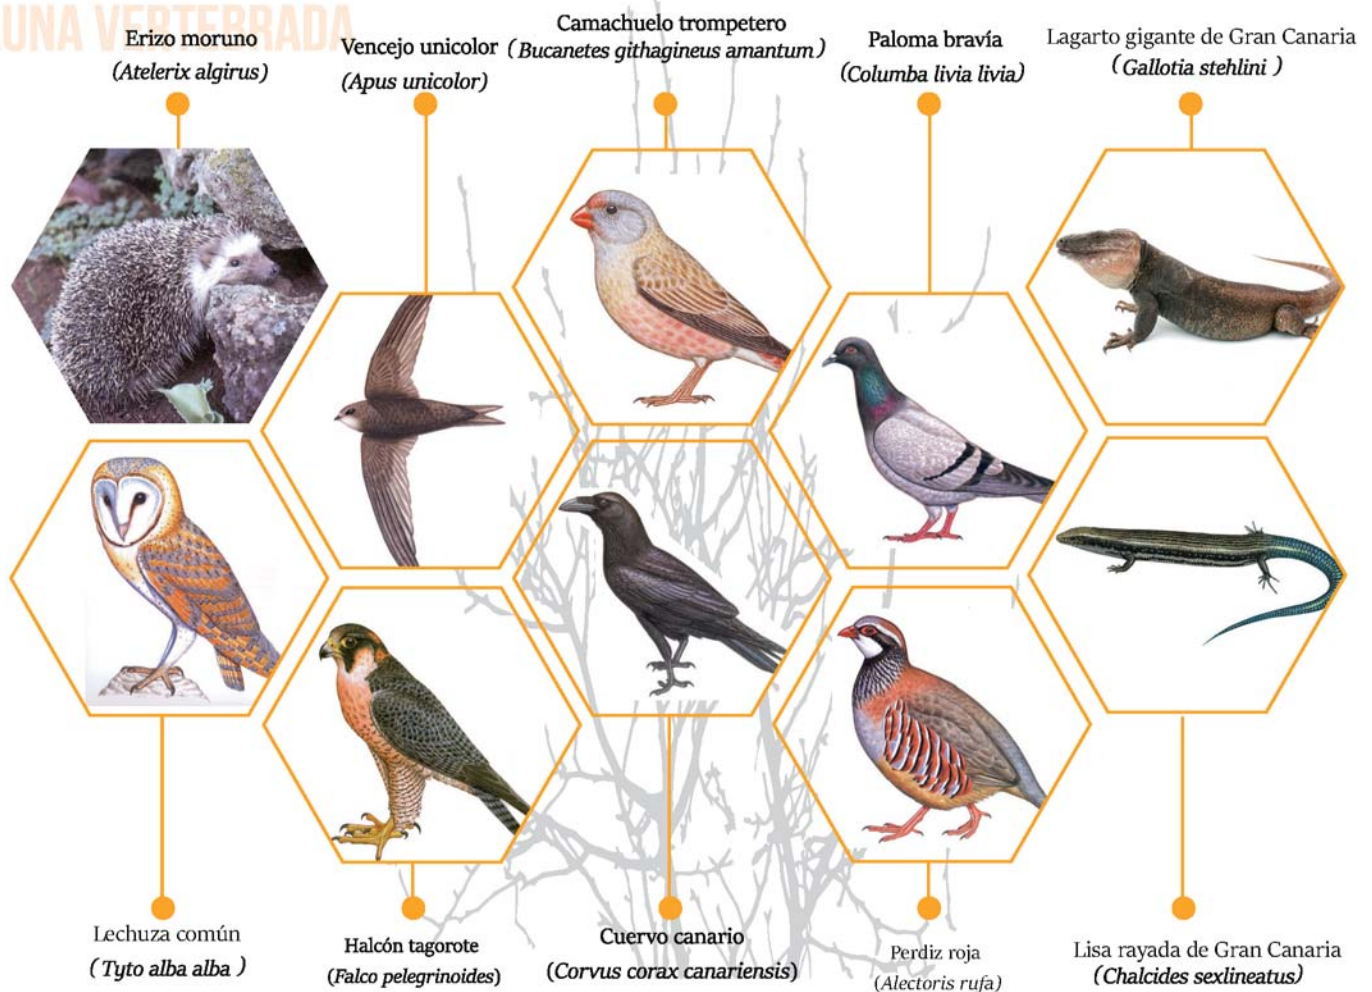 UNA VERTEBRADA
Erizo moruno
(Atelerix algirus)
Vencejo unicolor
(Apus unicolor)
Camachuelo trompetero
(Bucanetes githagineus amantum)
Paloma bravía
(Columba livia livia)
Lagarto gigante de Gran Canaria
(Gallotia stehlini )
Lechuza común
(Tyto alba alba )
Halcón tagorote
(Falco pelegrinoides)
Cuervo canario
(Corvus corax canariensis)
Perdiz roja
(Alectoris rufa)
Lisa rayada de Gran Canaria
(Chalcides sexlineatus)